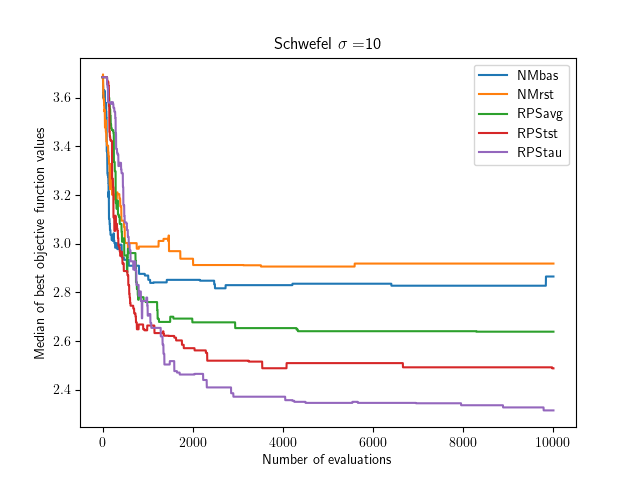 Schwefel σ =10
Median of best objective function values
3.6
3.4
3.2
3.0
2.8
2.6
2.4
NMbas
NMrst
RPSavg
RPStst
RPStau
0 2000 4000 6000 8000 10000
Number of evaluations